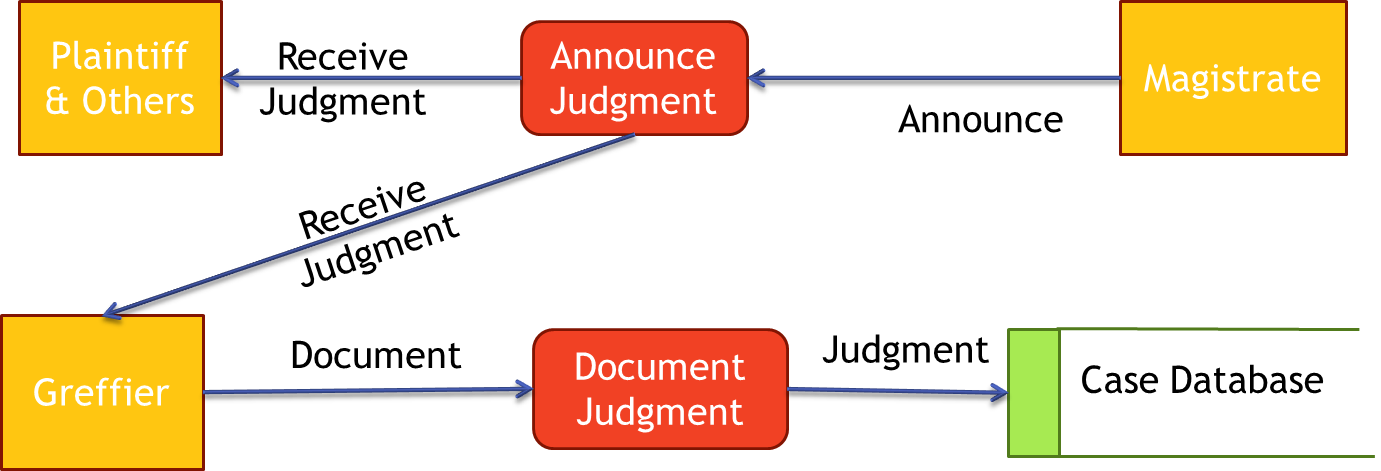 Plaintiff
& Others
Receive
Judgment
Announce
Judgment
Announce
Magistrate
Receive
Judgment
Greffier
Document
Document
Judgment
Judgment
Case Database